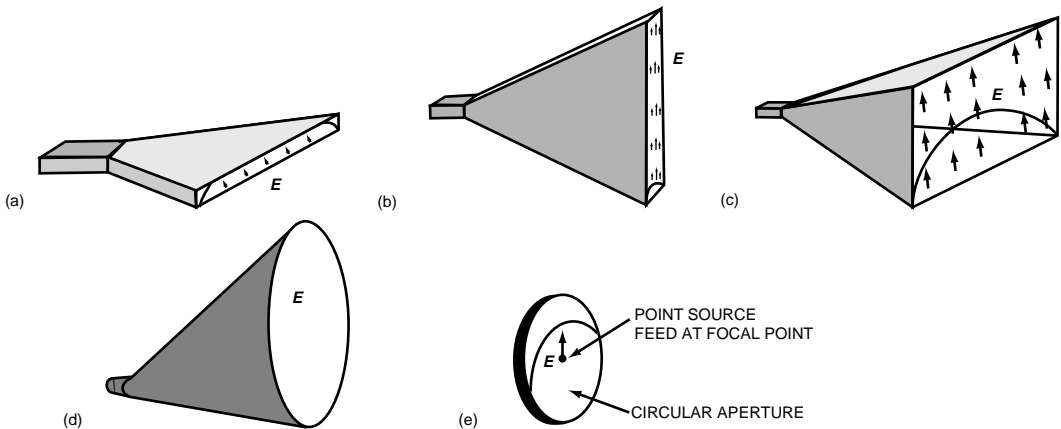 E
(a)
E
(b)
E
(c)
E
(d)
E
POINT SOURCE
FEED AT FOCAL POINT
CIRCULAR APERTURE
(e)